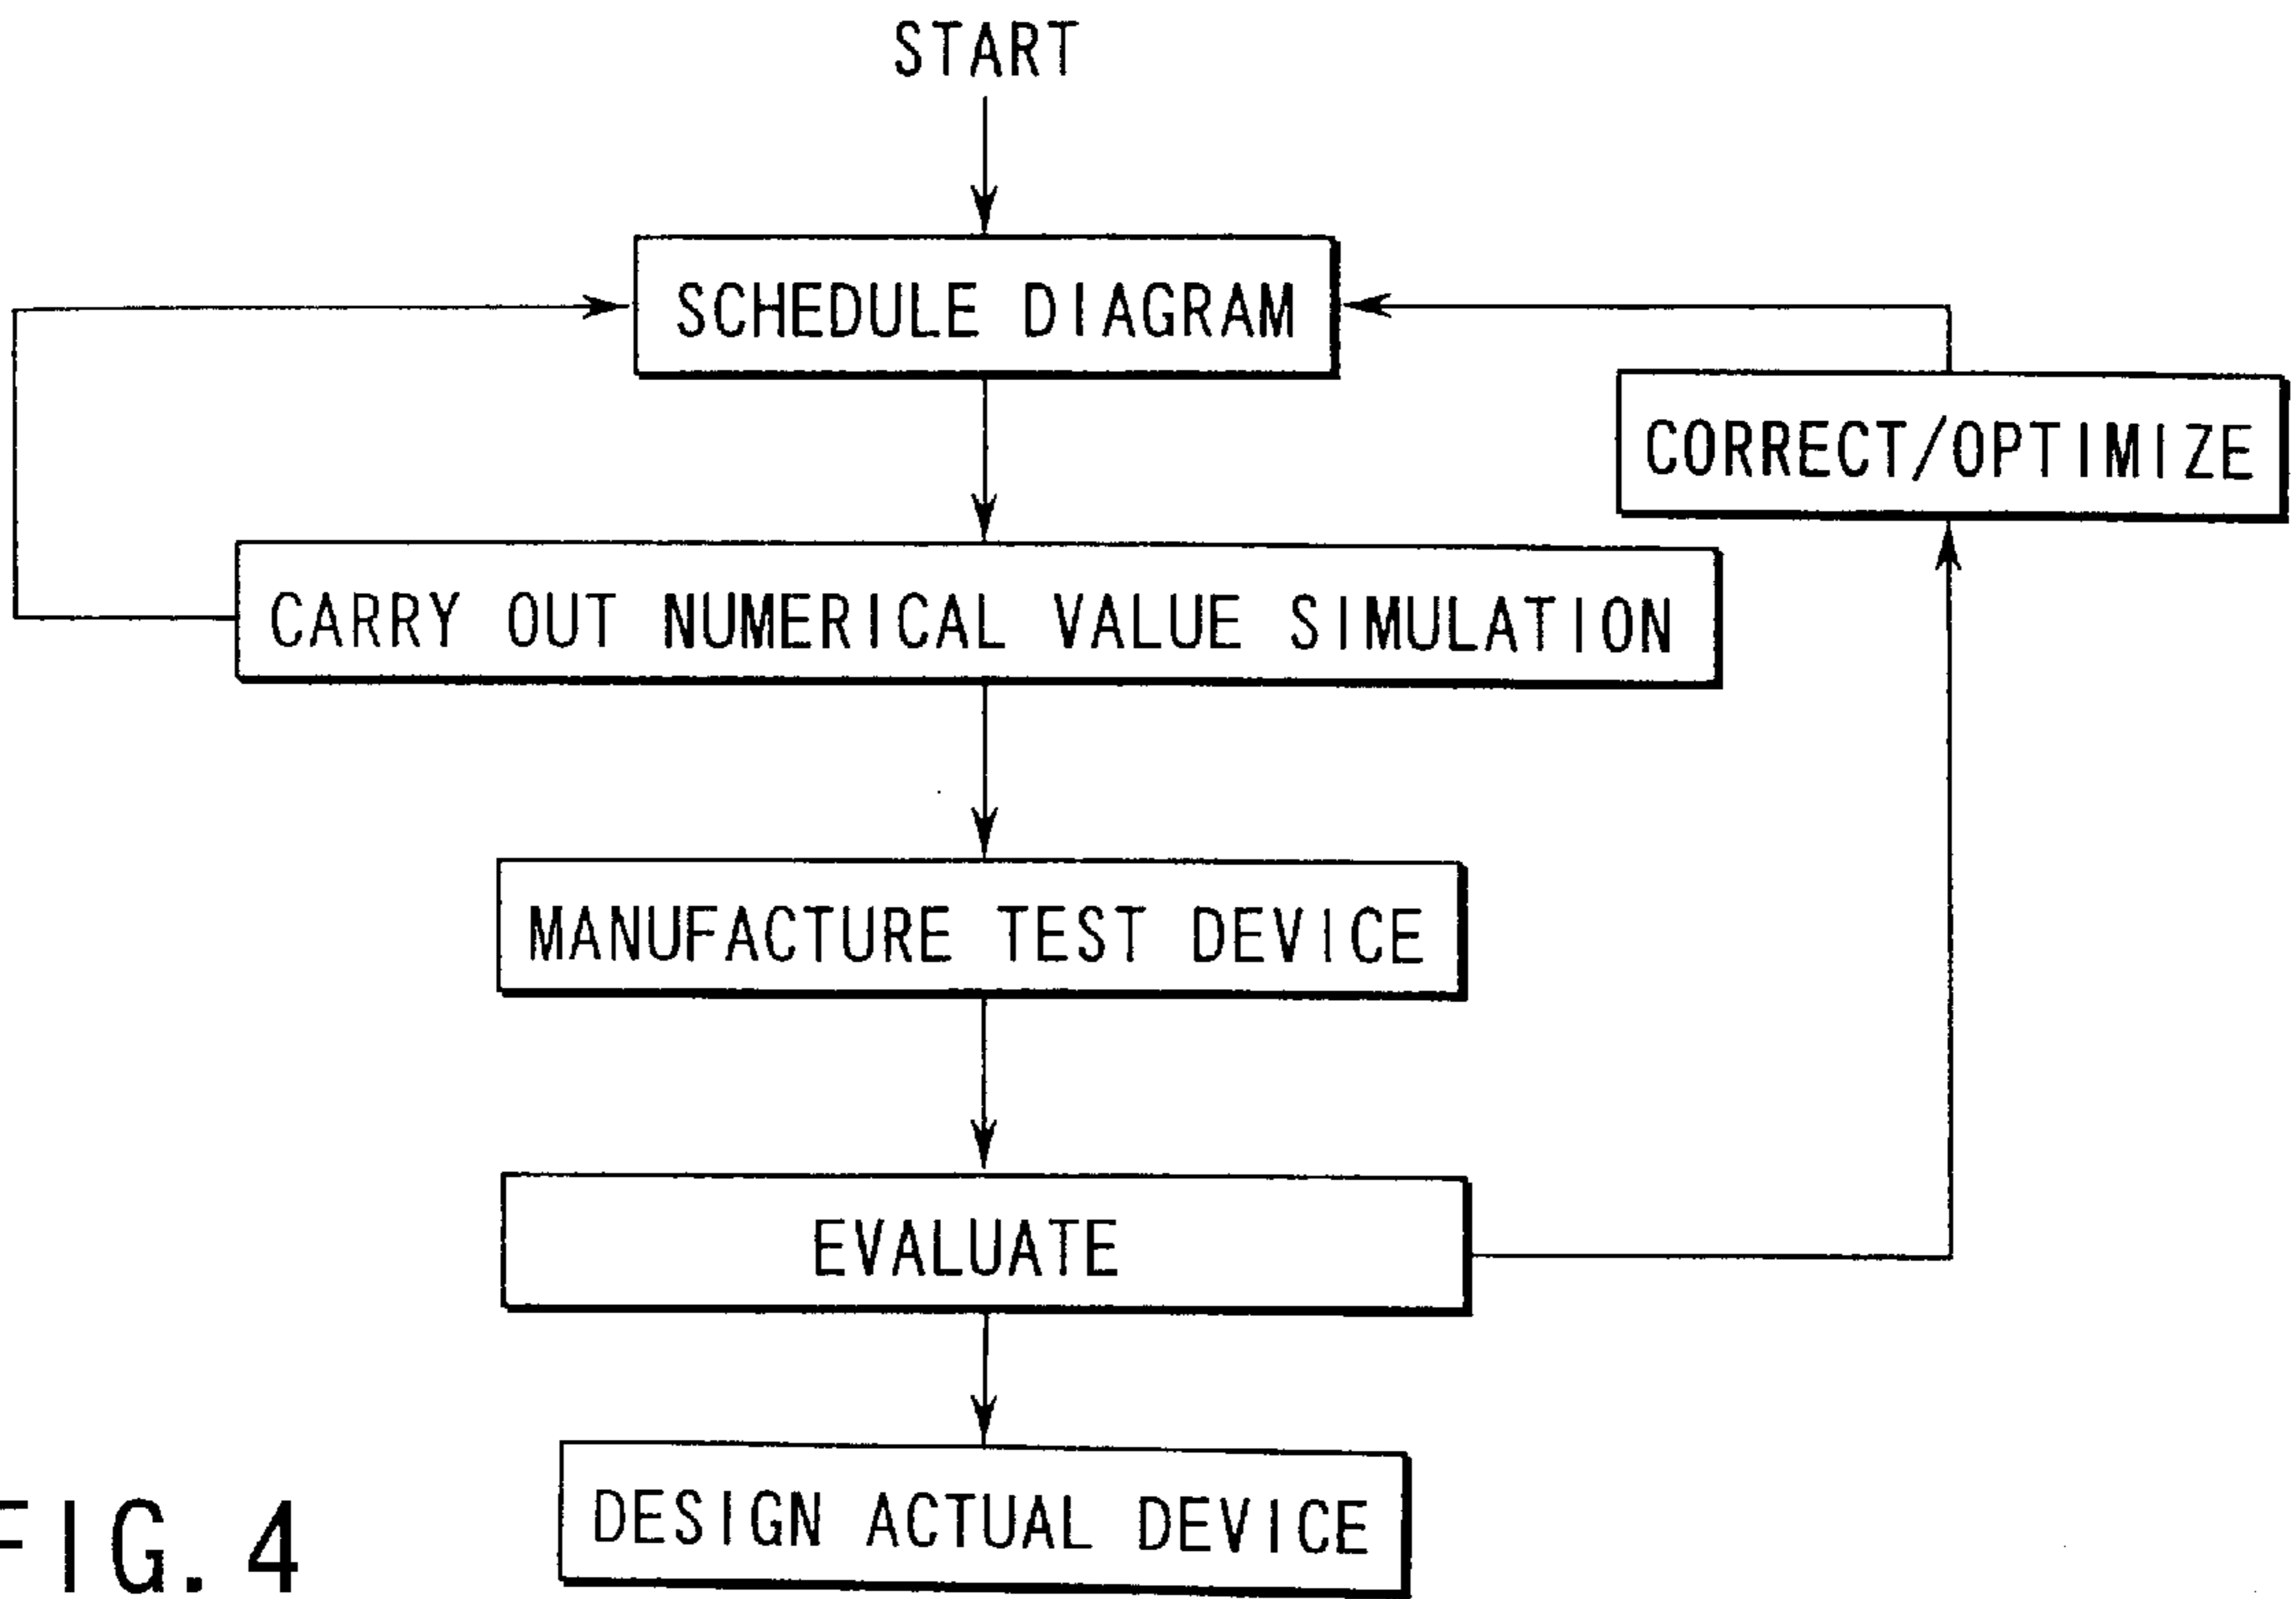 START
SCHEDULE DIAGRAM
CORRECT/OPTIMIZE
CARRY OUT NUMERICAL VALUE SIMULATION
MANUFACTURE TEST DEVICE
EVALUATE
DESIGN ACTUAL DEVICE
FIG. 4